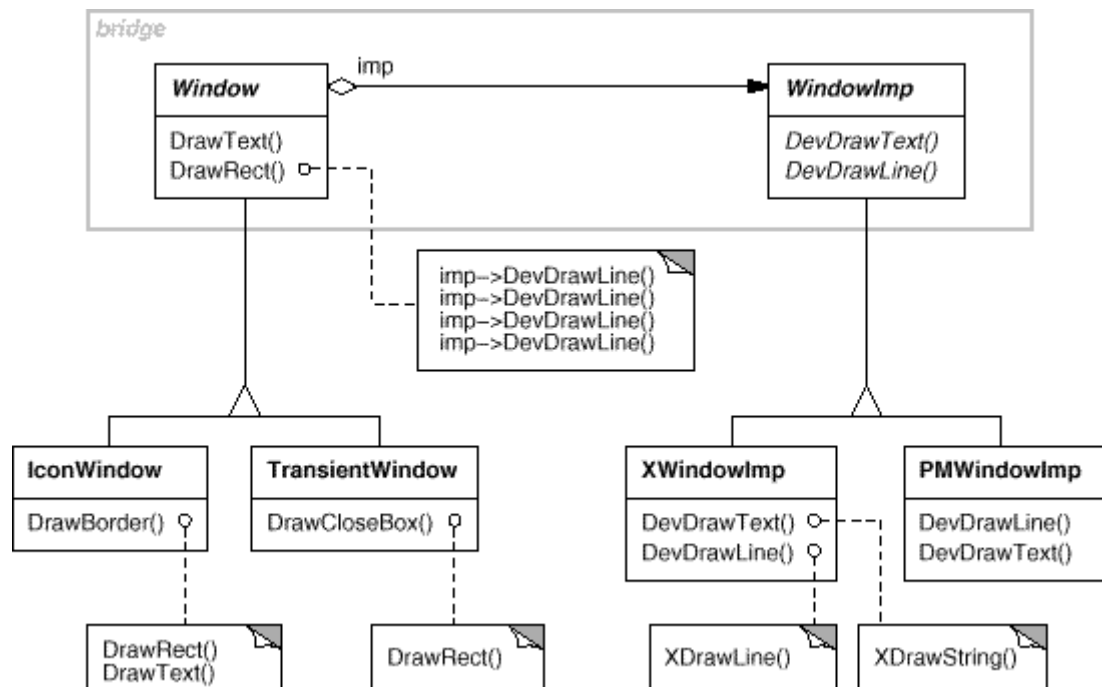 bridge
imp
Window
DrawText()
DrawRect()
WindowImp
DevDrawText()
DevDrawLine()
imp->DevDrawLine()
imp->DevDrawLine()
imp->DevDrawLine()
imp->DevDrawLine()
IconWindow
DrawBorder()
TransientWindow
DrawCloseBox()
XWindowImp
DevDrawText()
DevDrawLine()
PMWindowImp
DevDrawLine()
DevDrawText()
DrawRect()
DrawText()
DrawRect()
XDrawLine()
XDrawString()